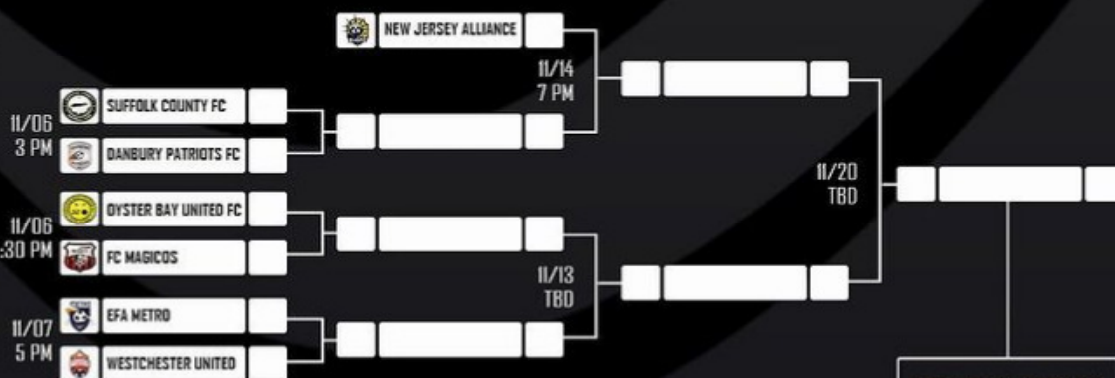 NEW JERSEY ALLIANCE
11/14
7 PM
SUFFOLK COUNTY FC
11/06
3 PM
DANBURY PATRIOTS FC
11/20
TBD
OYSTER BAY UNITED FC
11/06
:30 PM
FC MAGICOS
11/13
TBD
EFA METRO
11/07
5 PM
WESTCHESTER UNITED